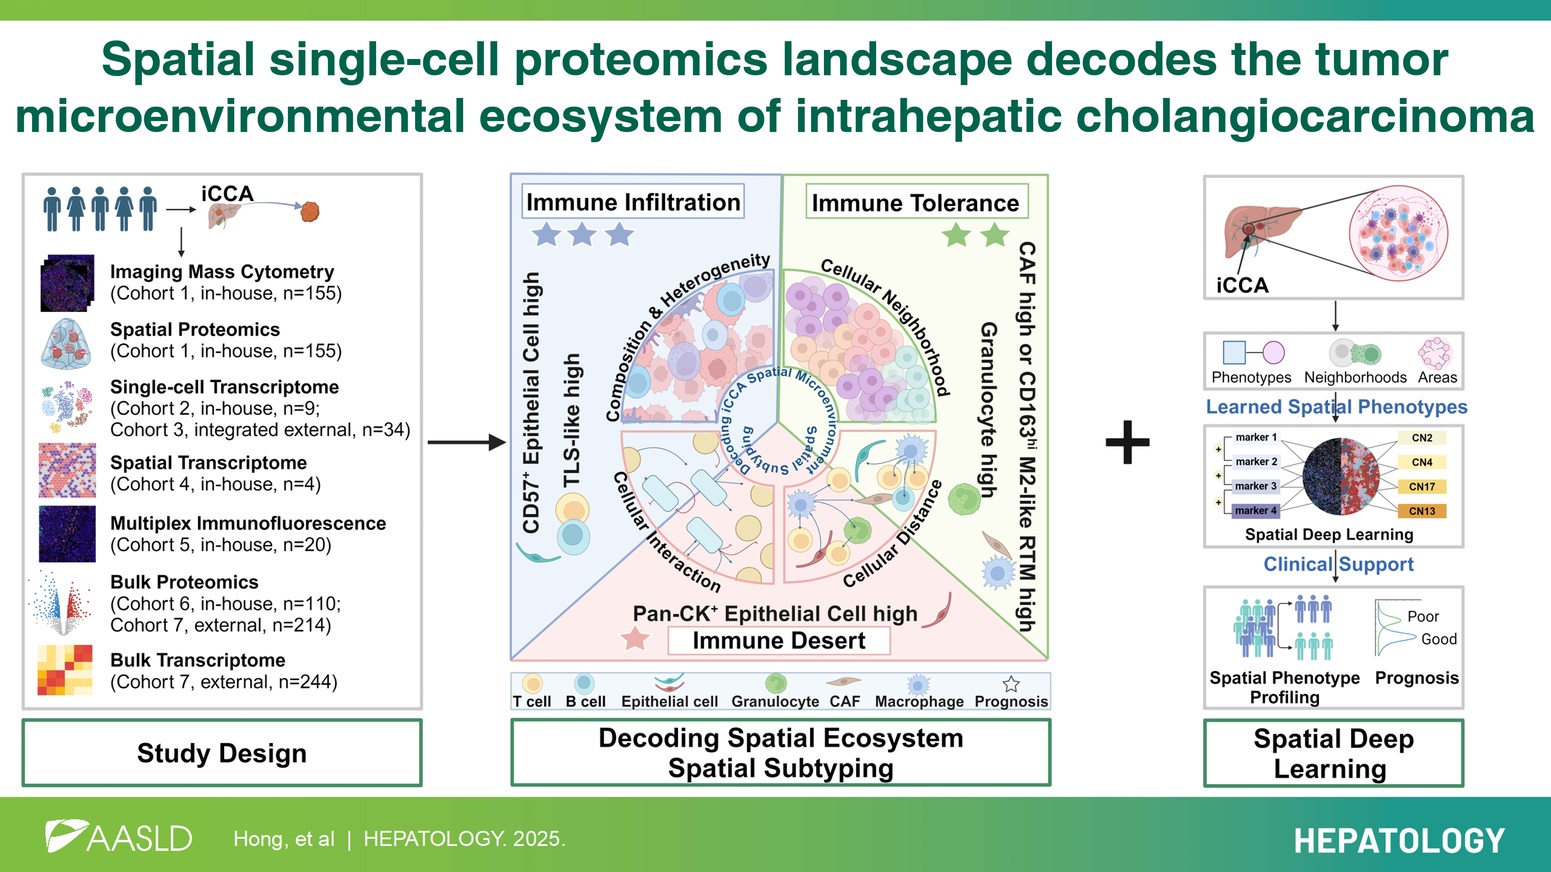 Spatial single-cell proteomics landscape decodes the tumor
microenvironmental ecosystem of intrahepatic cholangiocarcinoma
iCCA
Imaging Mass Cytometry
(Cohort 1, in-house, n=155)
Spatial Proteomics
(Cohort 1, in-house, n=155)
Single-cell Transcriptome
(Cohort 2, in-house, n=9;
Cohort 3, integrated external, n=34)
Spatial Transcriptome
(Cohort 4, in-house, n=4)
Multiplex Immunofluorescence
(Cohort 5, in-house, n=20)
Bulk Proteomics
(Cohort 6, in-house, n=110;
Cohort 7, external, n=214)
Bulk Transcriptome
(Cohort 7, external, n=244)
Study Design
Immune Infiltration
Immune Tolerance
CD57⁺ Epithelial Cell high
TLS-like high
Composition & Heterogeneity
Cellular Neighborhood
Granulocyte high
CAF high or CD163ʰⁱ M2-like RTM high
Decoding iCCA Spatial Microenvironment
Spatial Subtyping
Cellular Interaction
Cellular Distance
Pan-CK⁺ Epithelial Cell high
Immune Desert
T cell B cell Epithelial cell Granulocyte CAF Macrophage Prognosis
Decoding Spatial Ecosystem
Spatial Subtyping
+
iCCA
Phenotypes Neighborhoods Areas
Learned Spatial Phenotypes
marker 1 CN2
+
marker 2 CN4
+
marker 3 CN17
+
marker 4 CN13
Spatial Deep Learning
Clinical Support
Poor
Good
Spatial Phenotype Prognosis
Profiling
Spatial Deep
Learning
AASLD
Hong, et al | HEPATOLOGY. 2025.
HEPATOLOGY